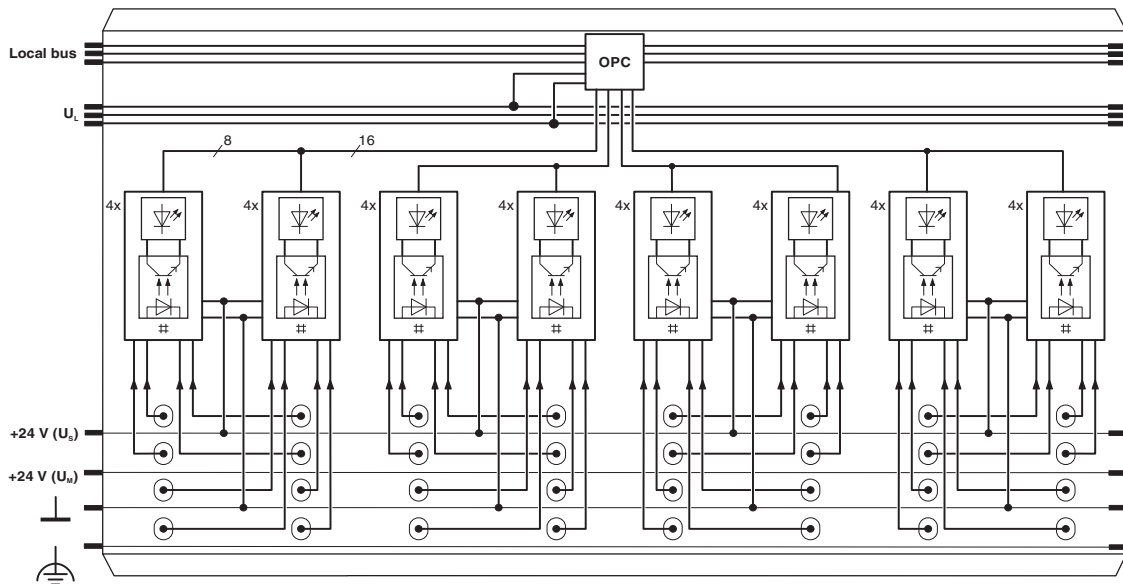 Local bus
OPC
U_L
8
16
4x
4x
4x
4x
4x
4x
4x
4x
#
#
#
#
#
#
#
#
+24 V (U_S)
+24 V (U_M)